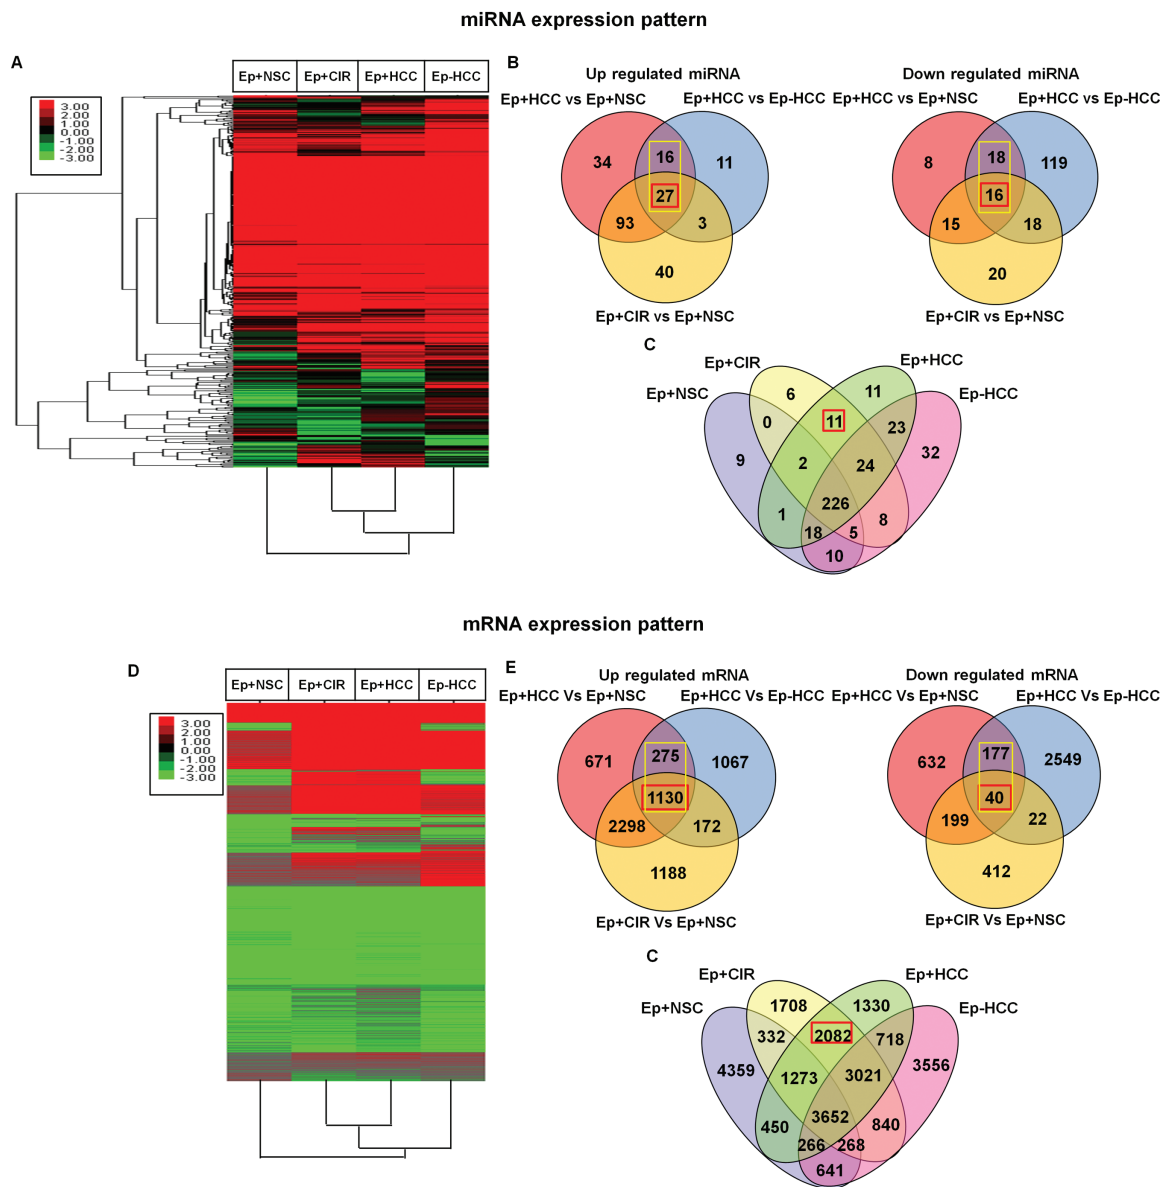 miRNA expression pattern
A
Ep+NSC Ep+CIR Ep+HCC Ep-HCC
3.00
2.00
1.00
0.00
-1.00
-2.00
-3.00
B
Up regulated miRNA
Ep+HCC vs Ep+NSC Ep+HCC vs Ep-HCC
34 16 11
27
93 3
40
Ep+CIR vs Ep+NSC
Down regulated miRNA
Ep+HCC vs Ep+NSC Ep+HCC vs Ep-HCC
8 18 119
16
15 18
20
Ep+CIR vs Ep+NSC
C
Ep+CIR Ep+HCC
Ep+NSC Ep-HCC
6 11
0 11 23
9 2 24 32
226
1 18 5 8
10
mRNA expression pattern
D
Ep+NSC Ep+CIR Ep+HCC Ep-HCC
3.00
2.00
1.00
0.00
-1.00
-2.00
-3.00
E
Up regulated mRNA
Ep+HCC Vs Ep+NSC Ep+HCC Vs Ep-HCC
671 275 1067
1130
2298 172
1188
Ep+CIR Vs Ep+NSC
Down regulated mRNA
Ep+HCC Vs Ep+NSC Ep+HCC Vs Ep-HCC
632 177 2549
40
199 22
412
Ep+CIR Vs Ep+NSC
C
Ep+CIR Ep+HCC
Ep+NSC Ep-HCC
1708 1330
332 2082 718
4359 1273 3021 3556
3652
450 266 268 840
641